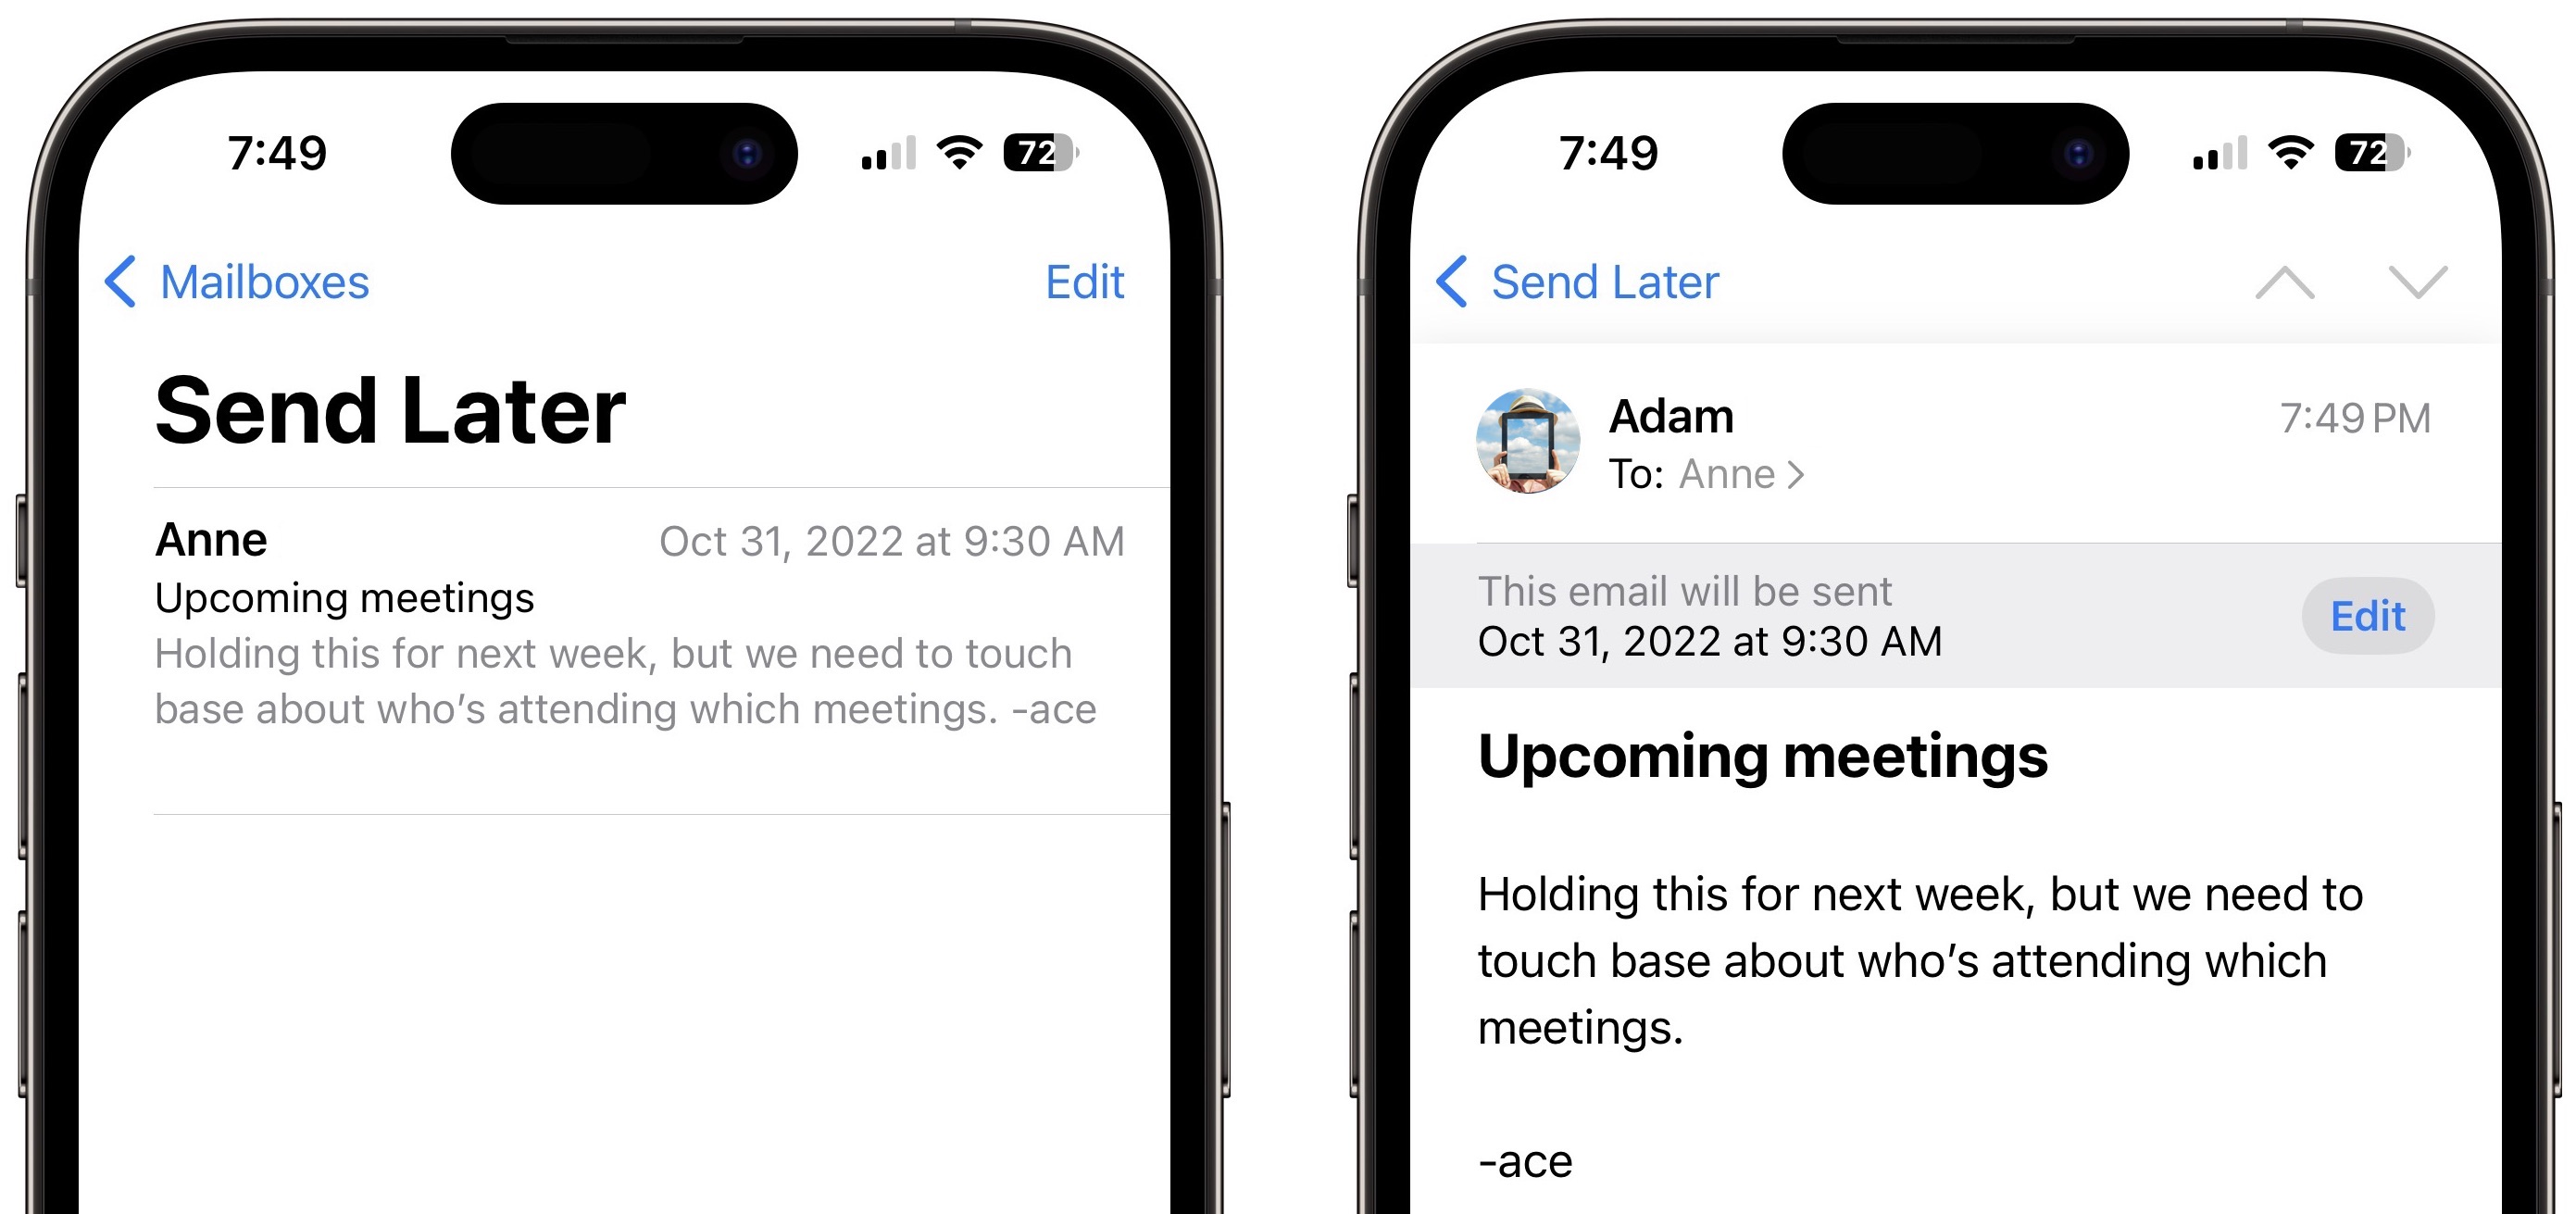 7:49
72
Mailboxes
Edit
Send Later
Anne
Oct 31, 2022 at 9:30 AM
Upcoming meetings
Holding this for next week, but we need to touch
base about who’s attending which meetings. -ace
7:49
72
Send Later
Adam
7:49 PM
To: Anne
This email will be sent
Oct 31, 2022 at 9:30 AM
Edit
Upcoming meetings
Holding this for next week, but we need to
touch base about who’s attending which
meetings.
-ace